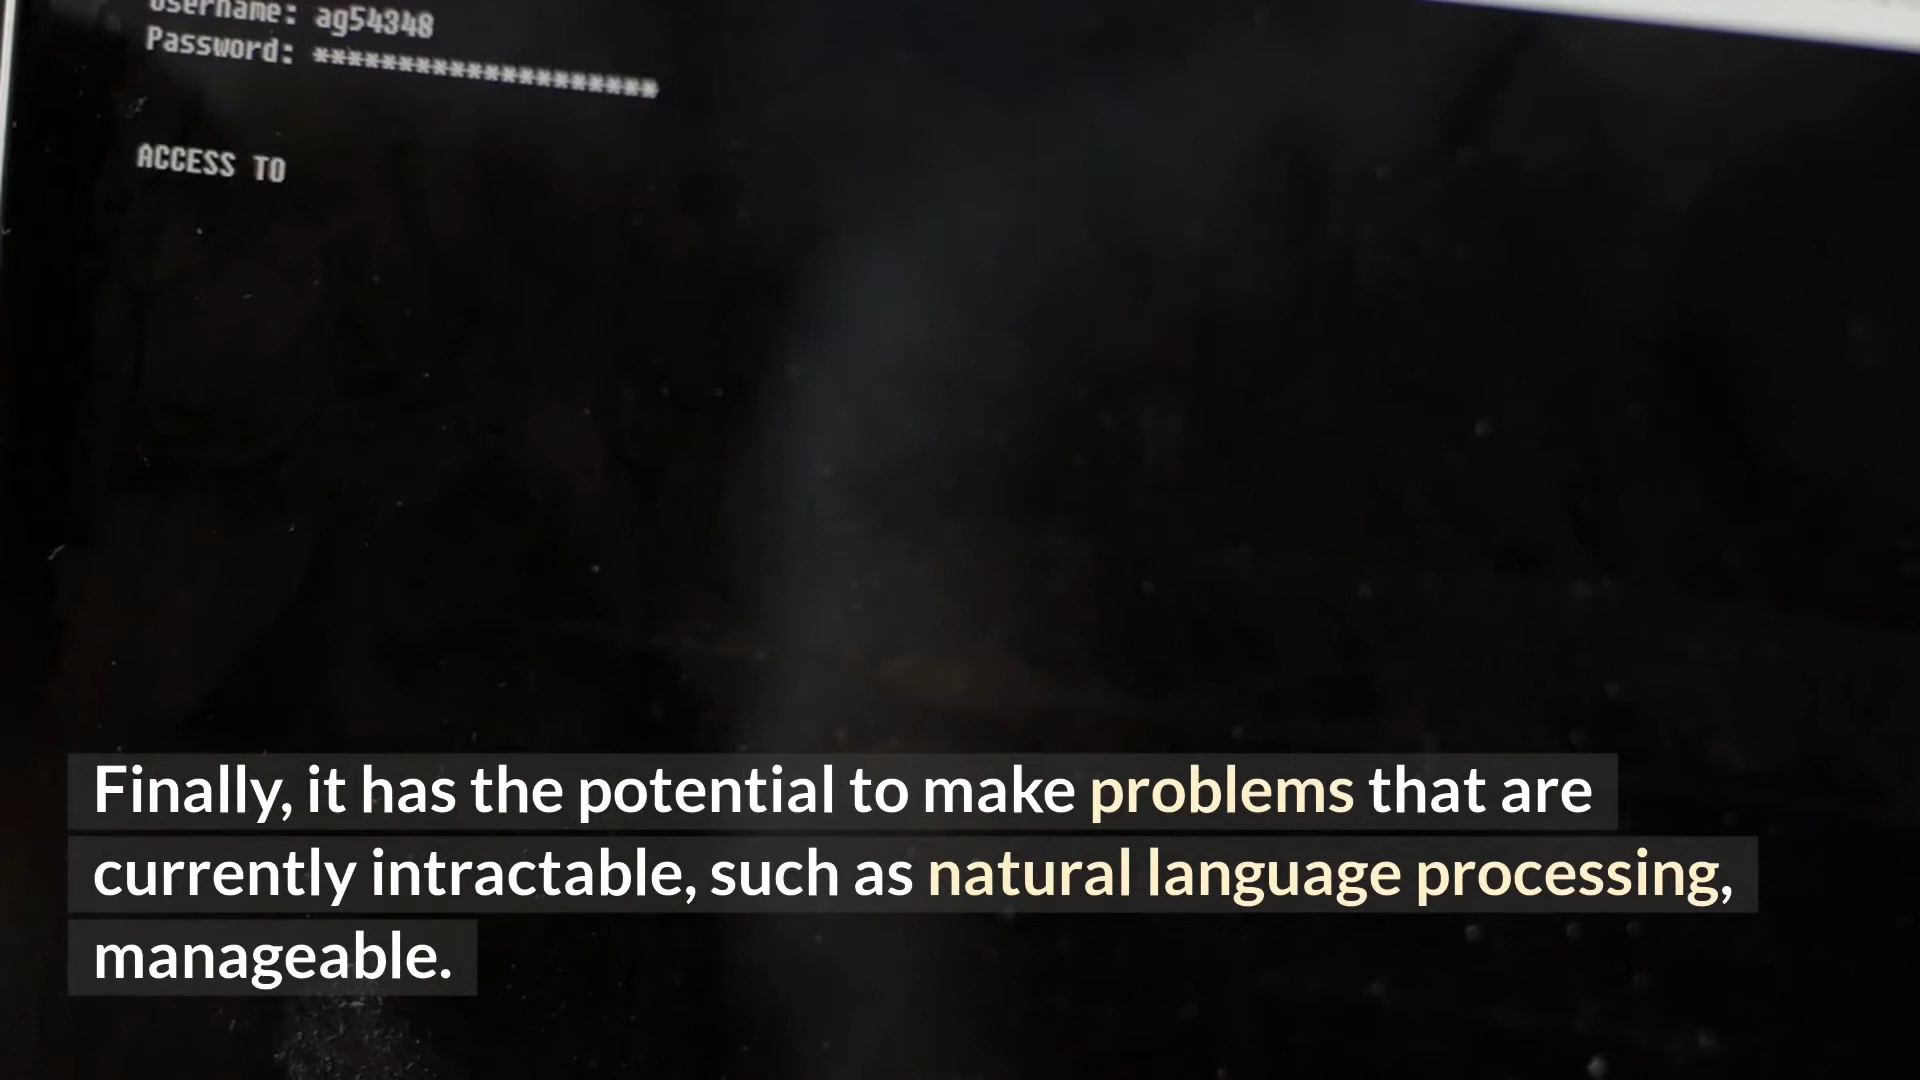 Username: ag54348
Password: ********************
ACCESS TO
Finally, it has the potential to make problems that are
currently intractable, such as natural language processing,
manageable.